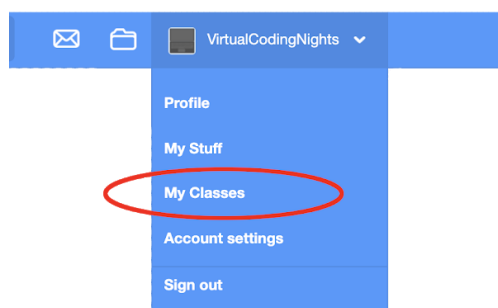 VirtualCodingNights
Profile
My Stuff
My Classes
Account settings
Sign out